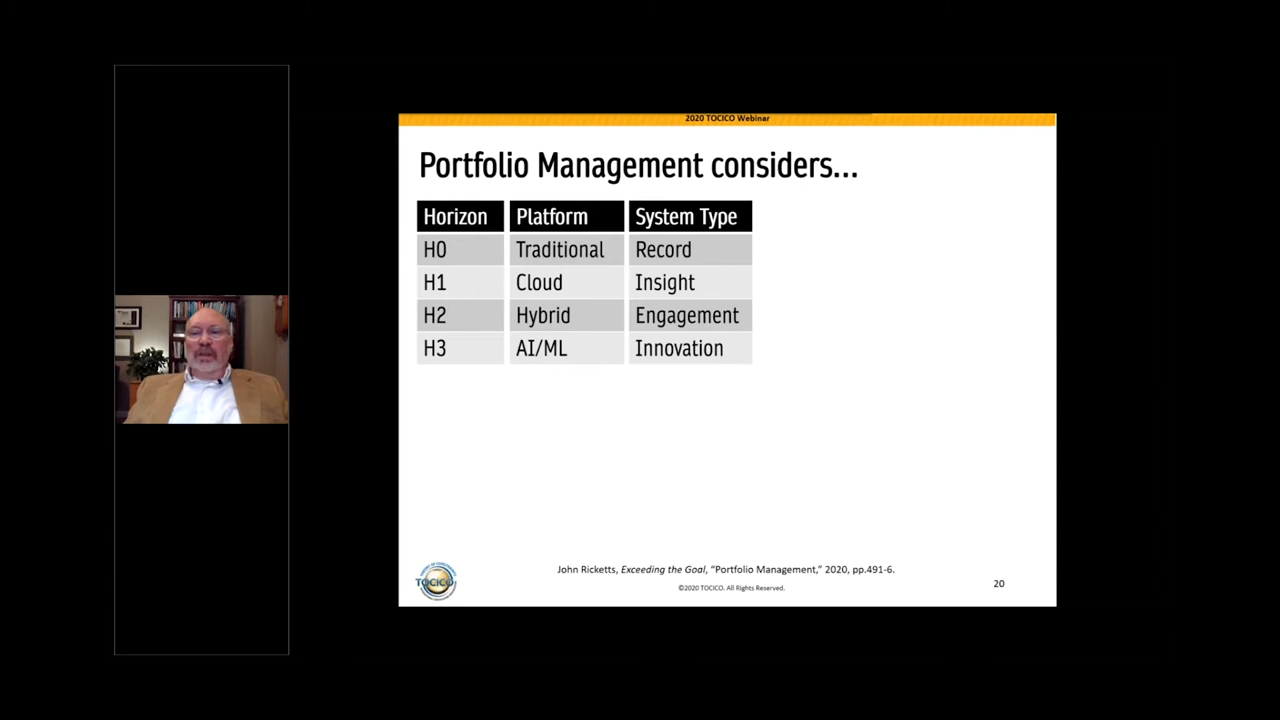 2020 TOCICO Webinar
Portfolio Management considers...
Horizon Platform System Type
H0 Traditional Record
H1 Cloud Insight
H2 Hybrid Engagement
H3 AI/ML Innovation
TOCICO
John Ricketts, Exceeding the Goal, “Portfolio Management,” 2020, pp.491-6.
©2020 TOCICO. All Rights Reserved.
20